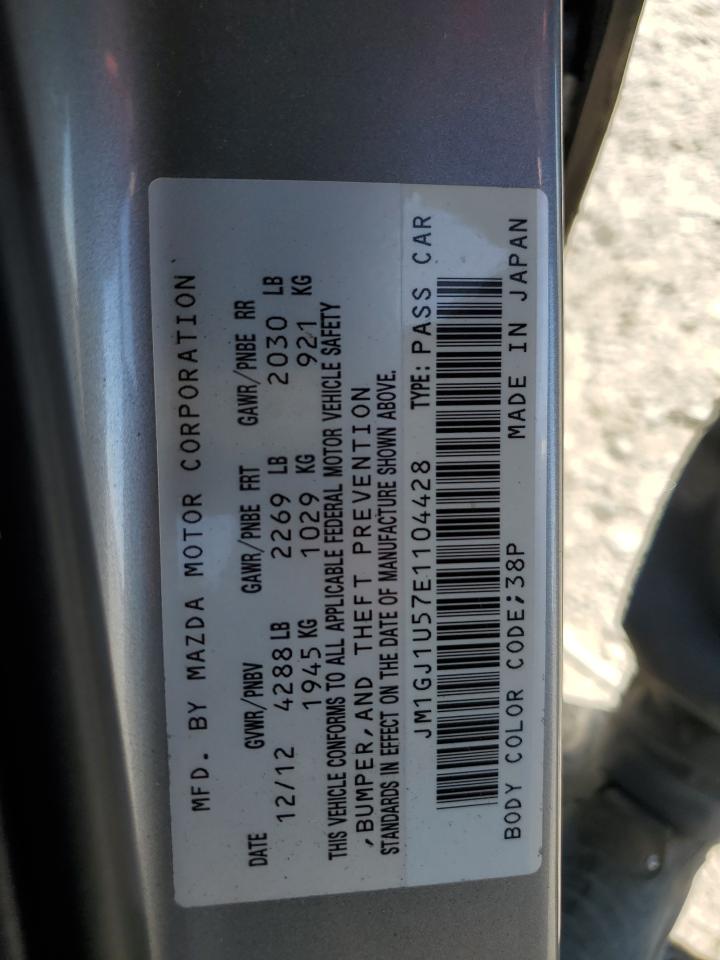 MFD. BY MAZDA MOTOR CORPORATION
DATE GVWR/PNBV GAWR/PNBE FRT GAWR/PNBE RR
12/12 4288 LB 2269 LB 2030 LB
1945 KG 1029 KG 921 KG
THIS VEHICLE CONFORMS TO ALL APPLICABLE FEDERAL MOTOR VEHICLE SAFETY
,BUMPER,AND THEFT PREVENTION
STANDARDS IN EFFECT ON THE DATE OF MANUFACTURE SHOWN ABOVE.
JM1GJ1U57E1104428 TYPE: PASS CAR
BODY COLOR CODE;38P MADE IN JAPAN